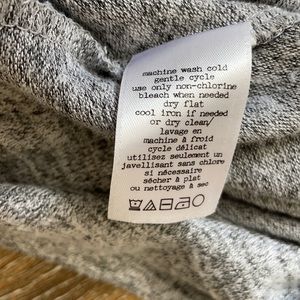 machine wash cold
gentle cycle
use only non-chlorine
bleach when needed
dry flat
cool iron if needed
or dry clean/
lavage en
machine à froid
cycle délicat
utilisez seulement un
javellisant sans chlore
si nécessaire
sécher à plat
ou nettoyage à sec